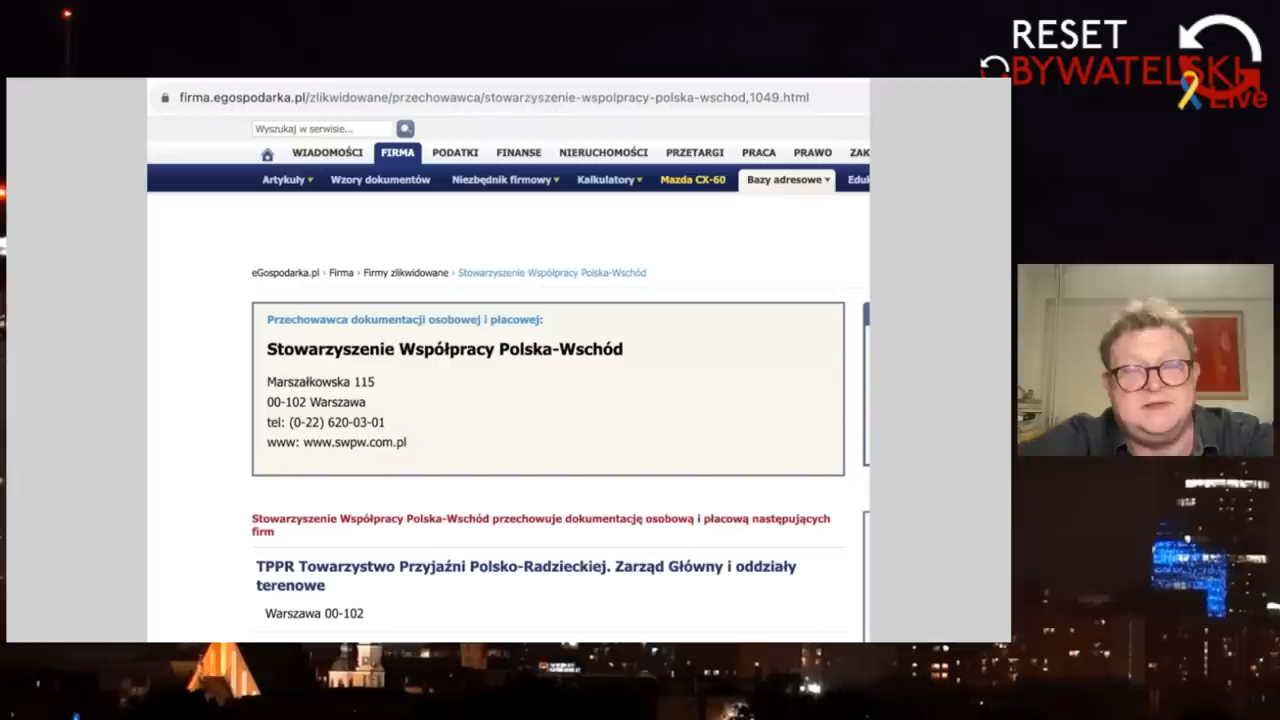 RESET
OBYWATELSKI
Live
firma.egospodarka.pl/zlikwidowane/przechowawca/stowarzyszenie-wspolpracy-polska-wschod,1049.html
Wyszukaj w serwisie...
WIADOMOŚCI FIRMA PODATKI FINANSE NIERUCHOMOŚCI PRZETARGI PRACA PRAWO ZAK
Artykuły Wzory dokumentów Niezbędnik firmowy Kalkulatory Mazda CX-60 Bazy adresowe Eduk
eGospodarka.pl › Firma › Firmy zlikwidowane › Stowarzyszenie Współpracy Polska-Wschód
Przechowawca dokumentacji osobowej i płacowej:
Stowarzyszenie Współpracy Polska-Wschód
Marszałkowska 115
00-102 Warszawa
tel: (0-22) 620-03-01
www: www.swpw.com.pl
Stowarzyszenie Współpracy Polska-Wschód przechowuje dokumentację osobową i płacową następujących
firm
TPPR Towarzystwo Przyjaźni Polsko-Radzieckiej. Zarząd Główny i oddziały
terenowe
Warszawa 00-102